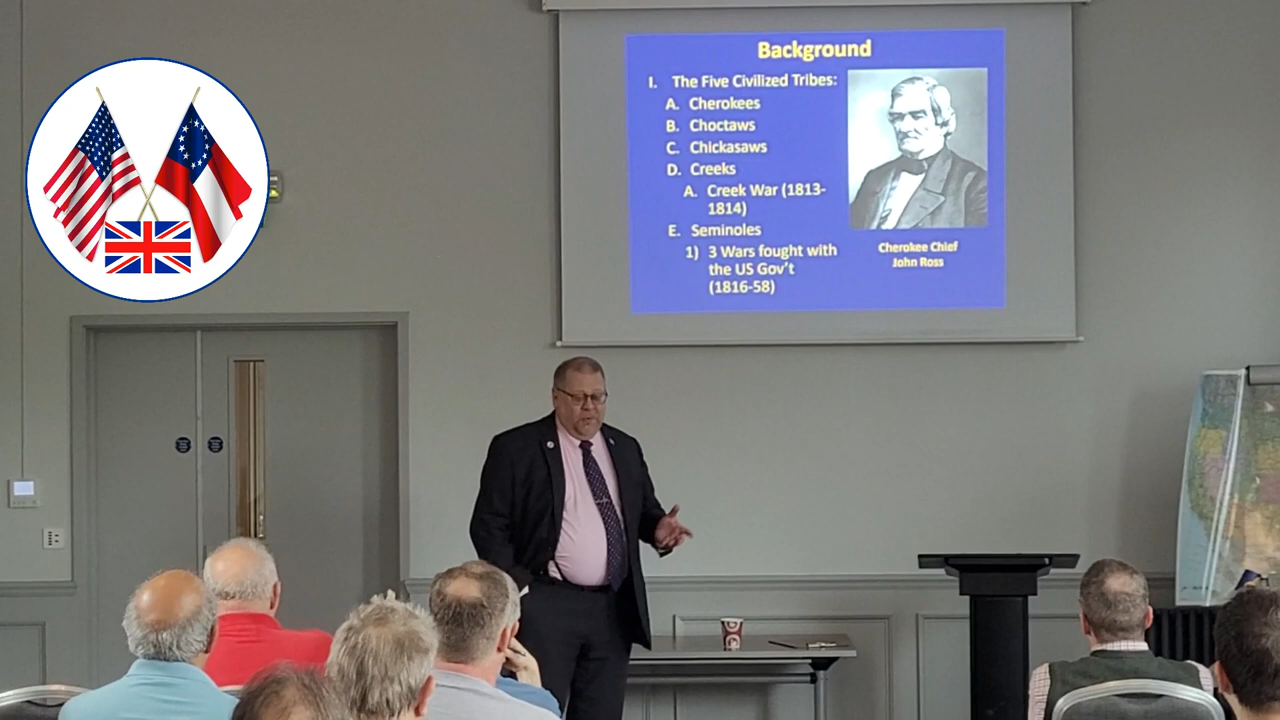 Background
I. The Five Civilized Tribes:
A. Cherokees
B. Choctaws
C. Chickasaws
D. Creeks
A. Creek War (1813-
1814)
E. Seminoles
1) 3 Wars fought with
the US Gov't
(1816-58)
Cherokee Chief
John Ross